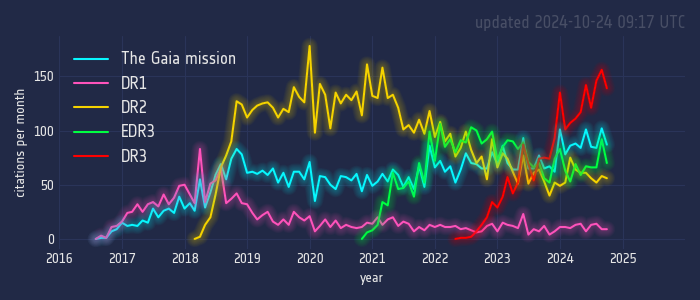 updated 2024-10-24 09:17 UTC
The Gaia mission
DR1
DR2
EDR3
DR3
citations per month
150
100
50
0
2016 2017 2018 2019 2020 2021 2022 2023 2024 2025
year